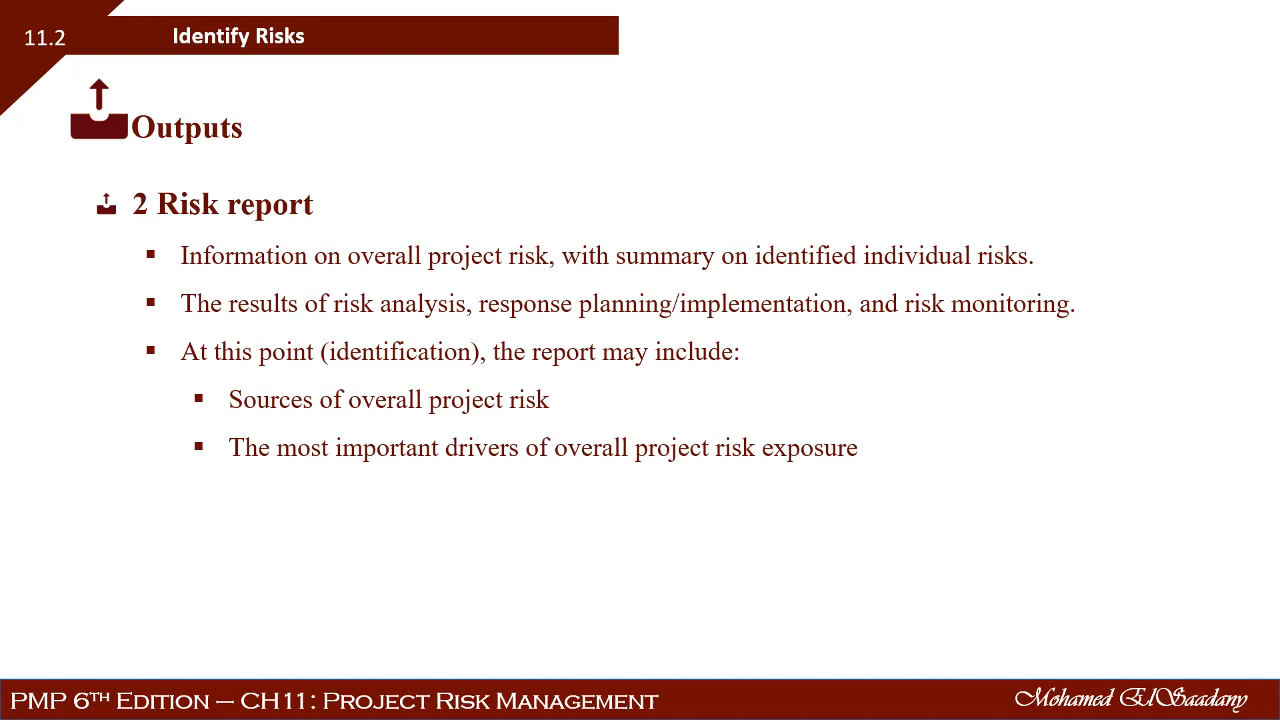 11.2
Identify Risks
Outputs
2 Risk report
▪ Information on overall project risk, with summary on identified individual risks.
▪ The results of risk analysis, response planning/implementation, and risk monitoring.
▪ At this point (identification), the report may include:
▪ Sources of overall project risk
▪ The most important drivers of overall project risk exposure
PMP 6TH Edition – CH11: Project Risk Management
Mohamed ElSaadany